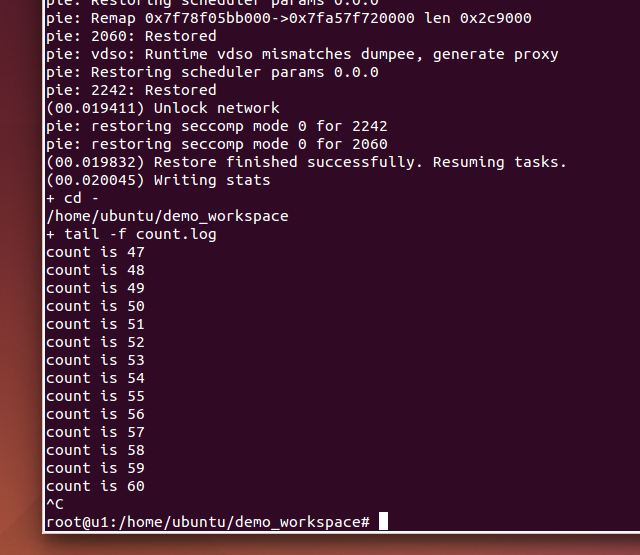 pie: Restoring scheduler params 0.0.0
pie: Remap 0x7f78f05bb000->0x7fa57f720000 len 0x2c9000
pie: 2060: Restored
pie: vdso: Runtime vdso mismatches dumpee, generate proxy
pie: Restoring scheduler params 0.0.0
pie: 2242: Restored
(00.019411) Unlock network
pie: restoring seccomp mode 0 for 2242
pie: restoring seccomp mode 0 for 2060
(00.019832) Restore finished successfully. Resuming tasks.
(00.020045) Writing stats
+ cd -
/home/ubuntu/demo_workspace
+ tail -f count.log
count is 47
count is 48
count is 49
count is 50
count is 51
count is 52
count is 53
count is 54
count is 55
count is 56
count is 57
count is 58
count is 59
count is 60
^C
root@u1:/home/ubuntu/demo_workspace#